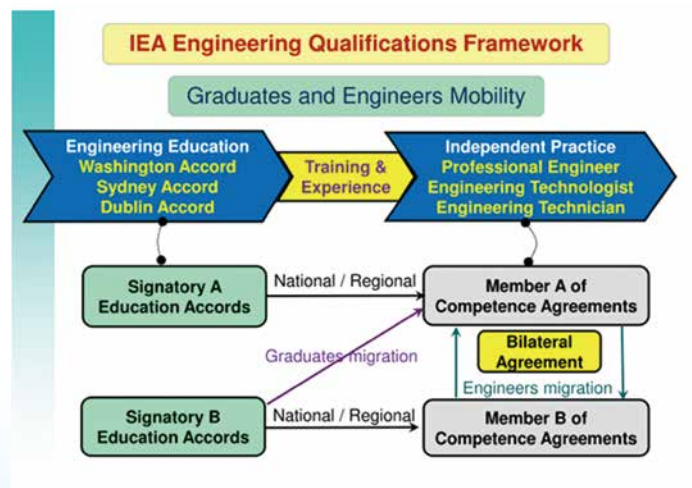 IEA Engineering Qualifications Framework
Graduates and Engineers Mobility
Engineering Education
Washington Accord
Sydney Accord
Dublin Accord
Training &
Experience
Independent Practice
Professional Engineer
Engineering Technologist
Engineering Technician
Signatory A
Education Accords
National / Regional
Member A of
Competence Agreements
Graduates migration
Bilateral
Agreement
Engineers migration
Signatory B
Education Accords
National / Regional
Member B of
Competence Agreements